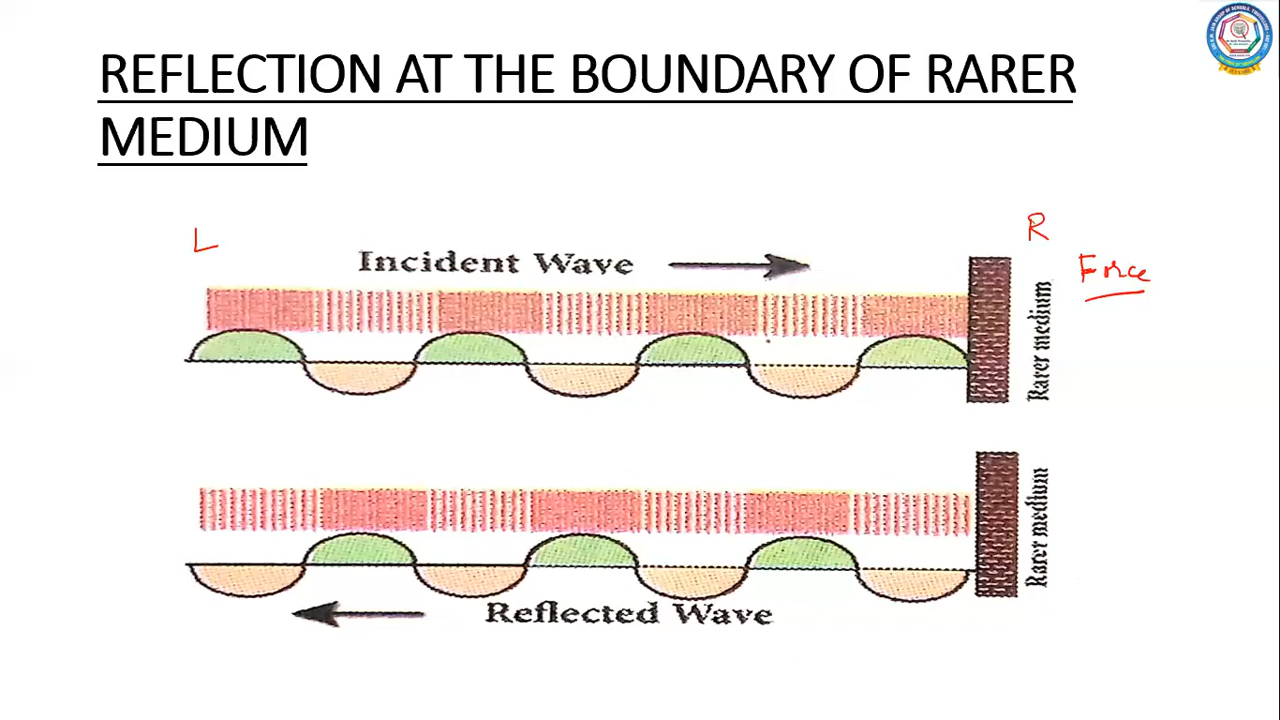 REFLECTION AT THE BOUNDARY OF RARER
MEDIUM
L
R
Incident Wave
Force
Rarer medium
Rarer medium
Reflected Wave